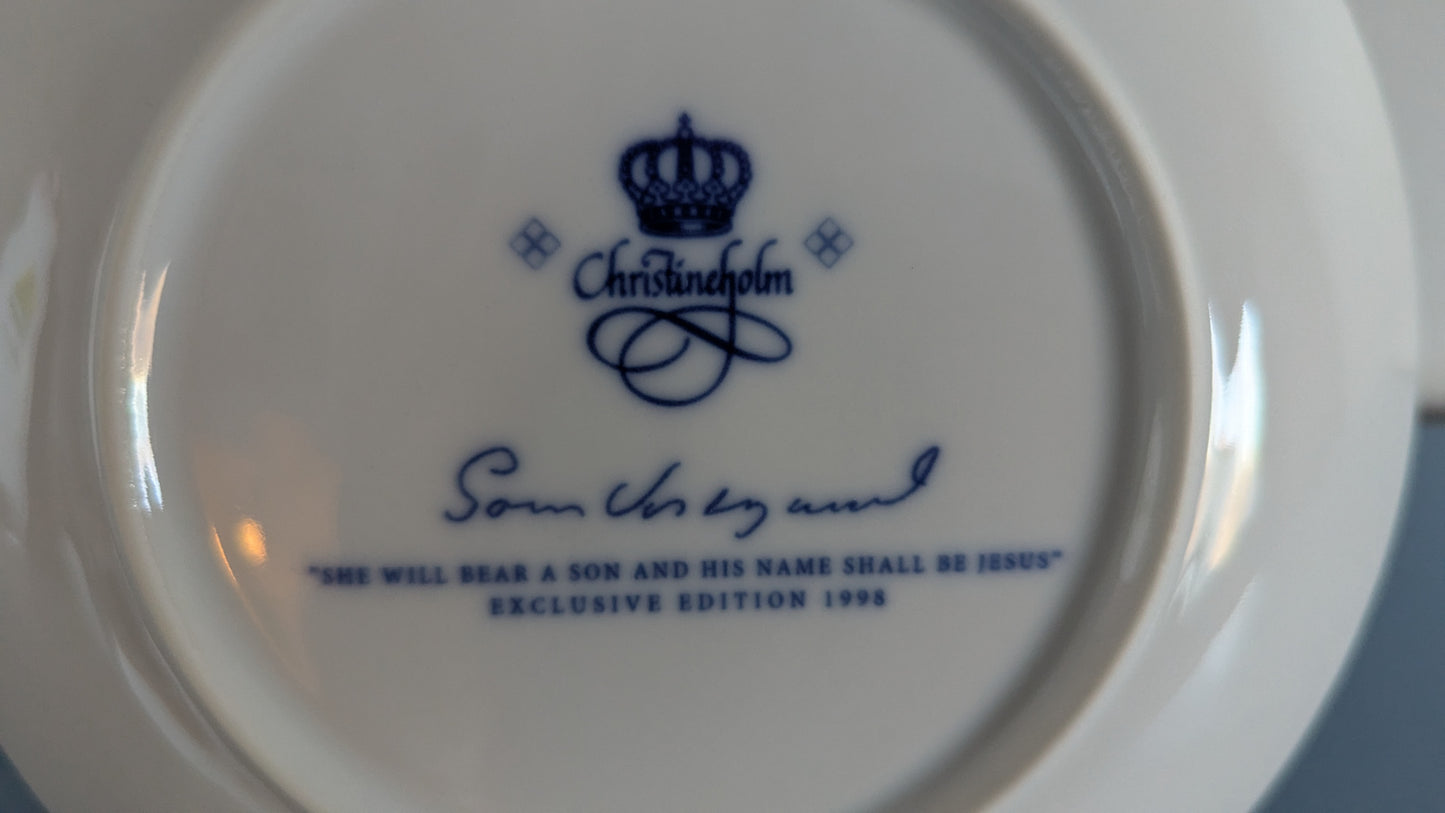 Christineholm
"SHE WILL BEAR A SON AND HIS NAME SHALL BE JESUS"
EXCLUSIVE EDITION 1998